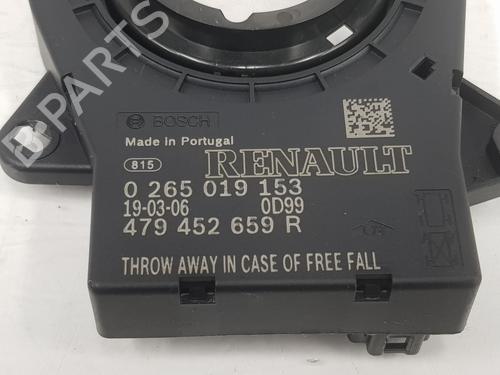 B-PARTS
BOSCH
Made in Portugal
815
RENAULT
0 265 019 153
19-03-06 0D99
479 452 659 R
THROW AWAY IN CASE OF FREE FALL